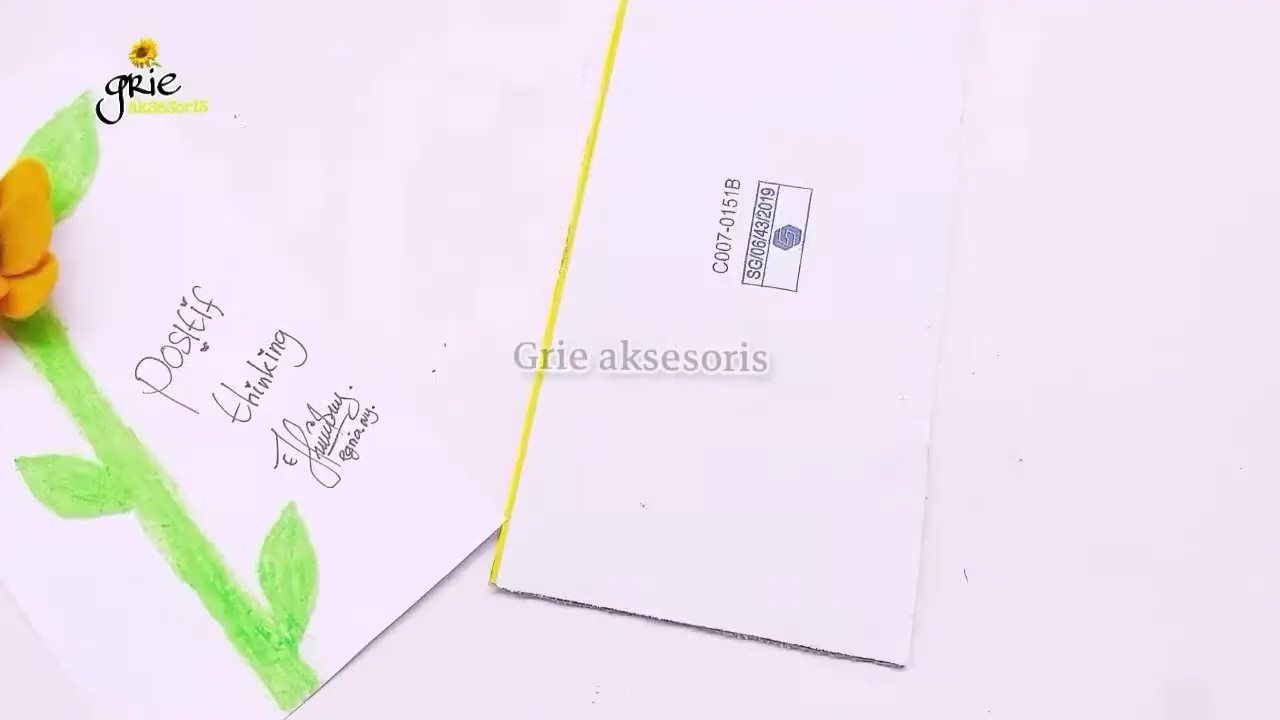 GRIE
aksesoris
Positif
thinking
C007-0151B
SG/06/43/2019
Grie aksesoris